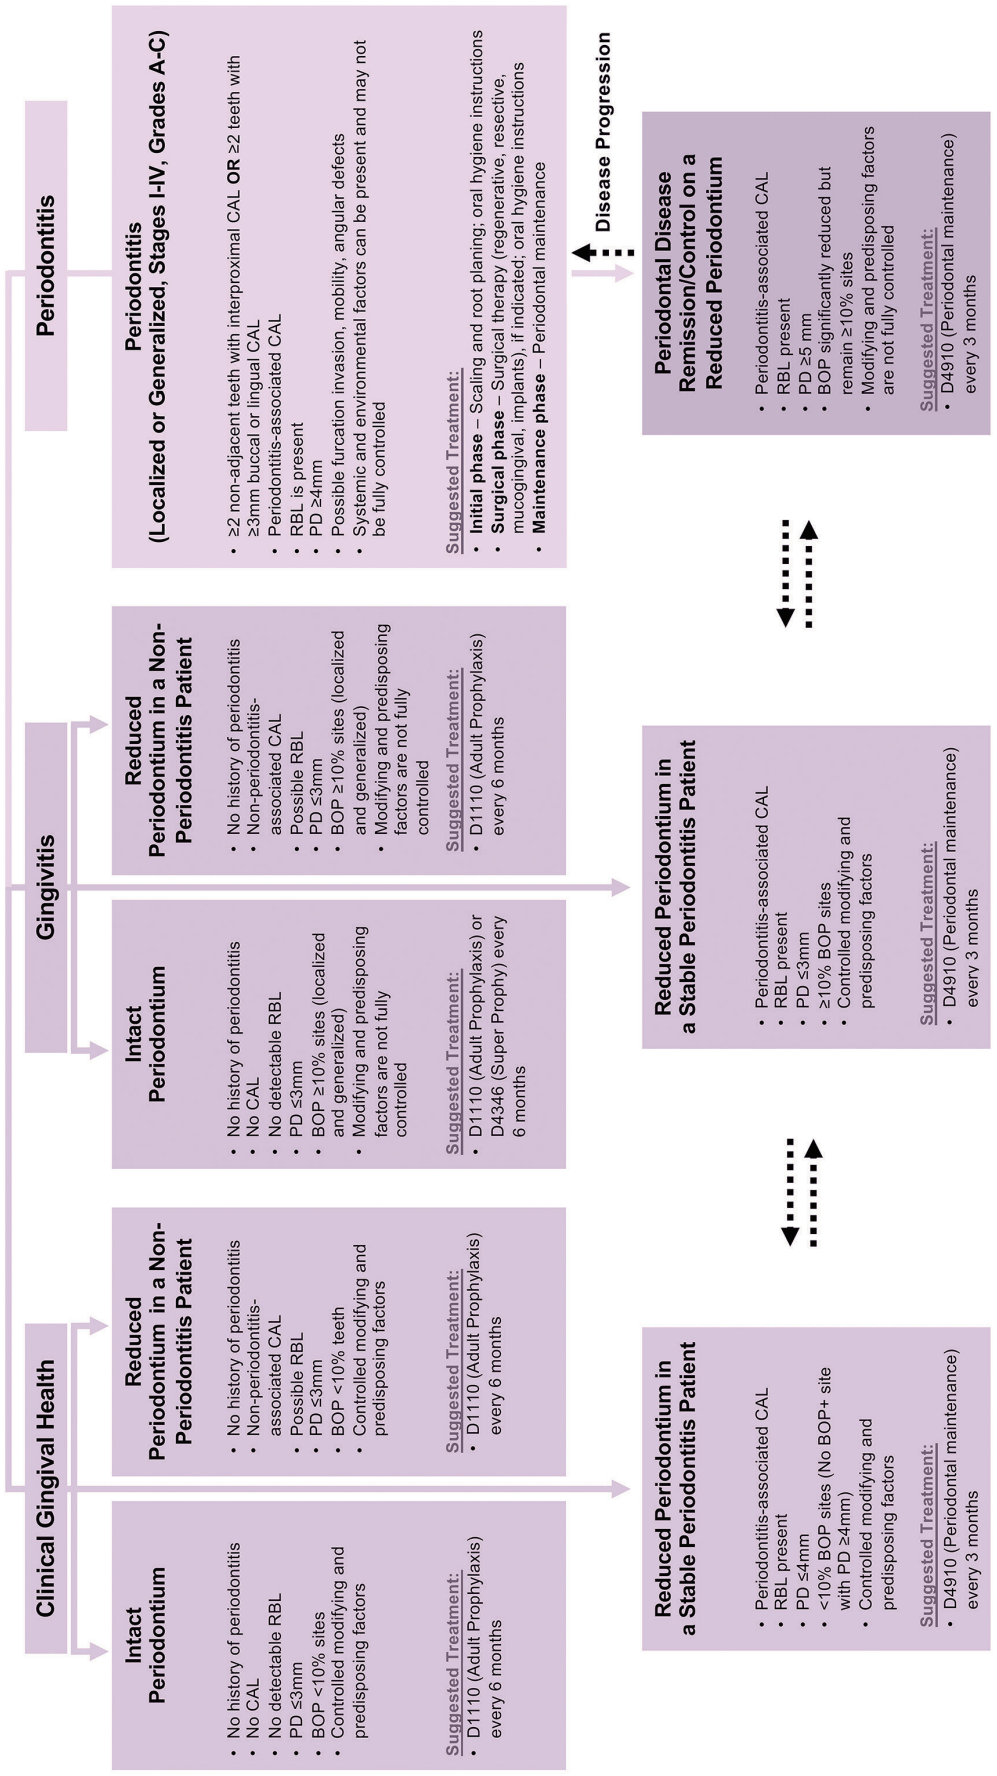 Clinical Gingival Health
Gingivitis
Periodontitis
Intact
Periodontium
• No history of periodontitis
• No CAL
• No detectable RBL
• PD ≤3mm
• BOP <10% sites
• Controlled modifying and
predisposing factors
Suggested Treatment:
• D1110 (Adult Prophylaxis)
every 6 months
Reduced
Periodontium in a Non-
Periodontitis Patient
• No history of periodontitis
• Non-periodontitis-
associated CAL
• Possible RBL
• PD ≤3mm
• BOP <10% teeth
• Controlled modifying and
predisposing factors
Suggested Treatment:
• D1110 (Adult Prophylaxis)
every 6 months
Intact
Periodontium
• No history of periodontitis
• No CAL
• No detectable RBL
• PD ≤3mm
• BOP ≥10% sites (localized
and generalized)
• Modifying and predisposing
factors are not fully
controlled
Suggested Treatment:
• D1110 (Adult Prophylaxis) or
D4346 (Super Prophy) every
6 months
Reduced
Periodontium in a Non-
Periodontitis Patient
• No history of periodontitis
• Non-periodontitis-
associated CAL
• Possible RBL
• PD ≤3mm
• BOP ≥10% sites (localized
and generalized)
• Modifying and predisposing
factors are not fully
controlled
Suggested Treatment:
• D1110 (Adult Prophylaxis)
every 6 months
Periodontitis
(Localized or Generalized, Stages I-IV, Grades A-C)
• ≥2 non-adjacent teeth with interproximal CAL OR ≥2 teeth with
≥3mm buccal or lingual CAL
• Periodontitis-associated CAL
• RBL is present
• PD ≥4mm
• Possible furcation invasion, mobility, angular defects
• Systemic and environmental factors can be present and may not
be fully controlled
Suggested Treatment:
• Initial phase – Scaling and root planing; oral hygiene instructions
• Surgical phase – Surgical therapy (regenerative, resective,
mucogingival, implants), if indicated; oral hygiene instructions
• Maintenance phase – Periodontal maintenance
Disease Progression
Reduced Periodontium in
a Stable Periodontitis Patient
• Periodontitis-associated CAL
• RBL present
• PD ≤4mm
• <10% BOP sites (No BOP+ site
with PD ≥4mm)
• Controlled modifying and
predisposing factors
Suggested Treatment:
• D4910 (Periodontal maintenance)
every 3 months
Reduced Periodontium in
a Stable Periodontitis Patient
• Periodontitis-associated CAL
• RBL present
• PD ≤3mm
• ≥10% BOP sites
• Controlled modifying and
predisposing factors
Suggested Treatment:
• D4910 (Periodontal maintenance)
every 3 months
Periodontal Disease
Remission/Control on a
Reduced Periodontium
• Periodontitis-associated CAL
• RBL present
• PD ≥5 mm
• BOP significantly reduced but
remain ≥10% sites
• Modifying and predisposing factors
are not fully controlled
Suggested Treatment:
• D4910 (Periodontal maintenance)
every 3 months